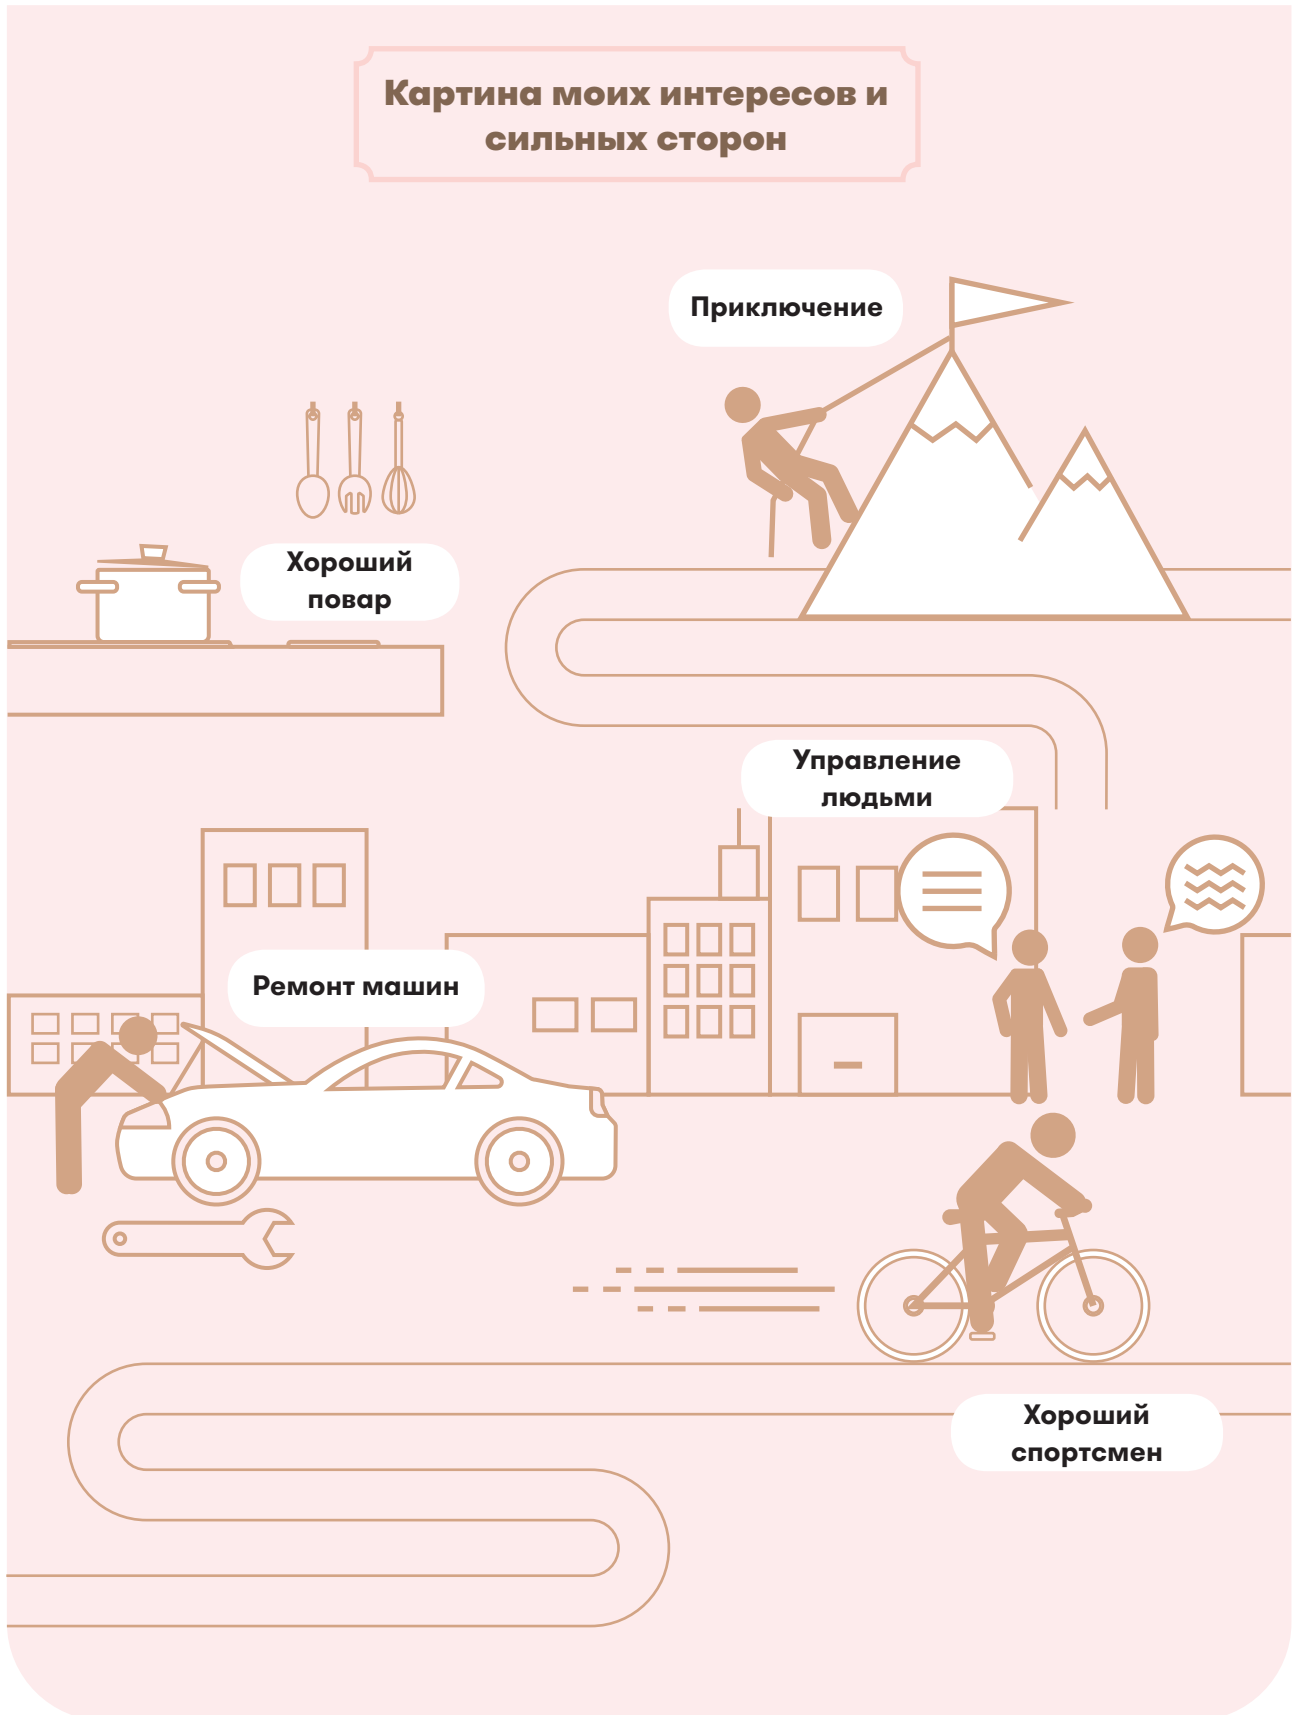 Картина моих интересов и
сильных сторон
Приключение
Хороший
повар
Управление
людьми
Ремонт машин
Хороший
спортсмен